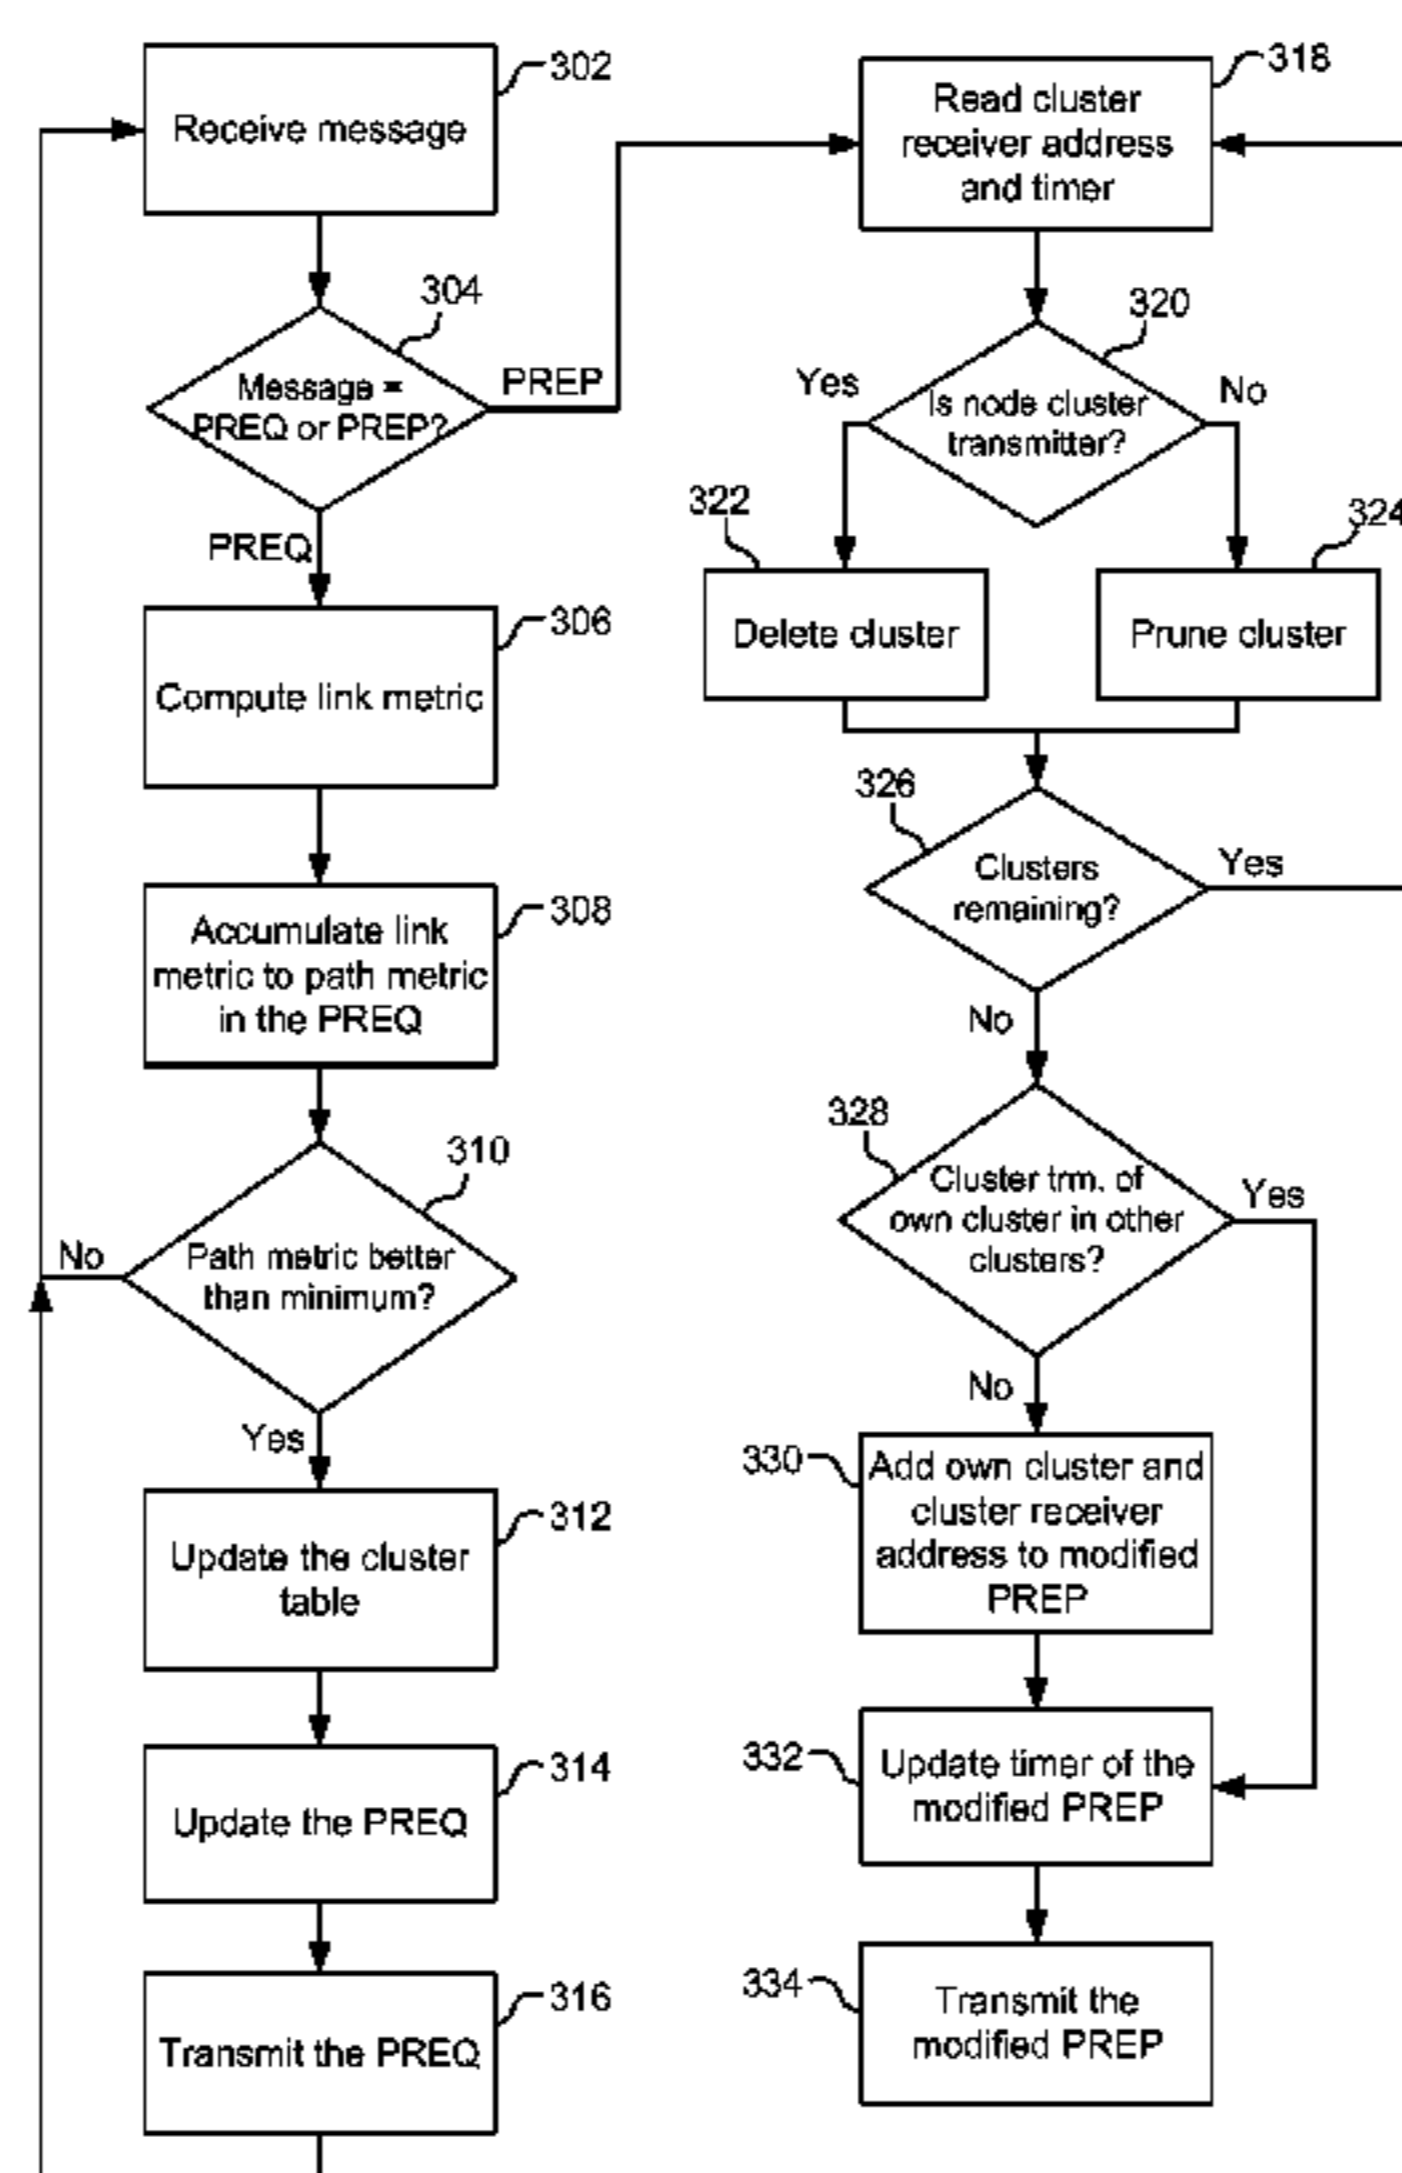 302
Receive message
304
Message =
PREQ or PREP?
PREP
PREQ
306
Compute link metric
308
Accumulate link
metric to path metric
in the PREQ
310
No
Path metric better
than minimum?
Yes
312
Update the cluster
table
314
Update the PREQ
316
Transmit the PREQ
318
Read cluster
receiver address
and timer
320
Yes
No
Is node cluster
transmitter?
322
324
Delete cluster
Prune cluster
326
Clusters
remaining?
Yes
No
328
Cluster trm. of
own cluster in other
clusters?
Yes
No
330
Add own cluster and
cluster receiver
address to modified
PREP
332
Update timer of the
modified PREP
334
Transmit the
modified PREP